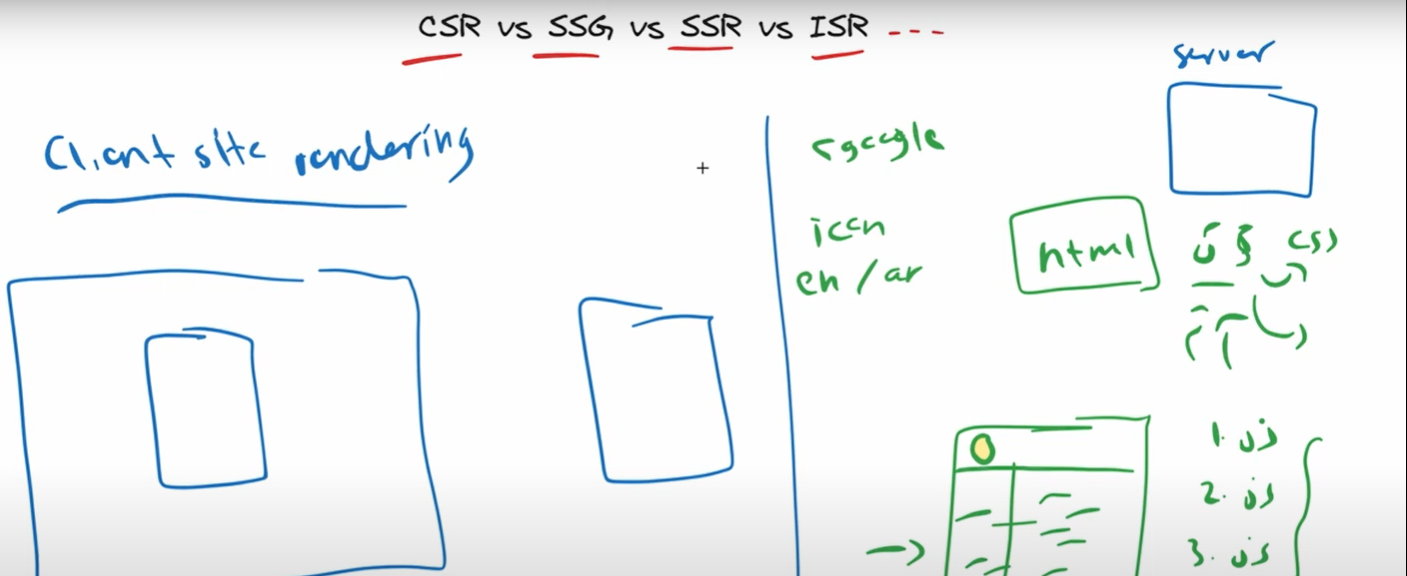 CSR vs SSG vs SSR vs ISR ---
server
Client site rendering
google
icon
en / ar
html
js css
1. js
2. js
3. js